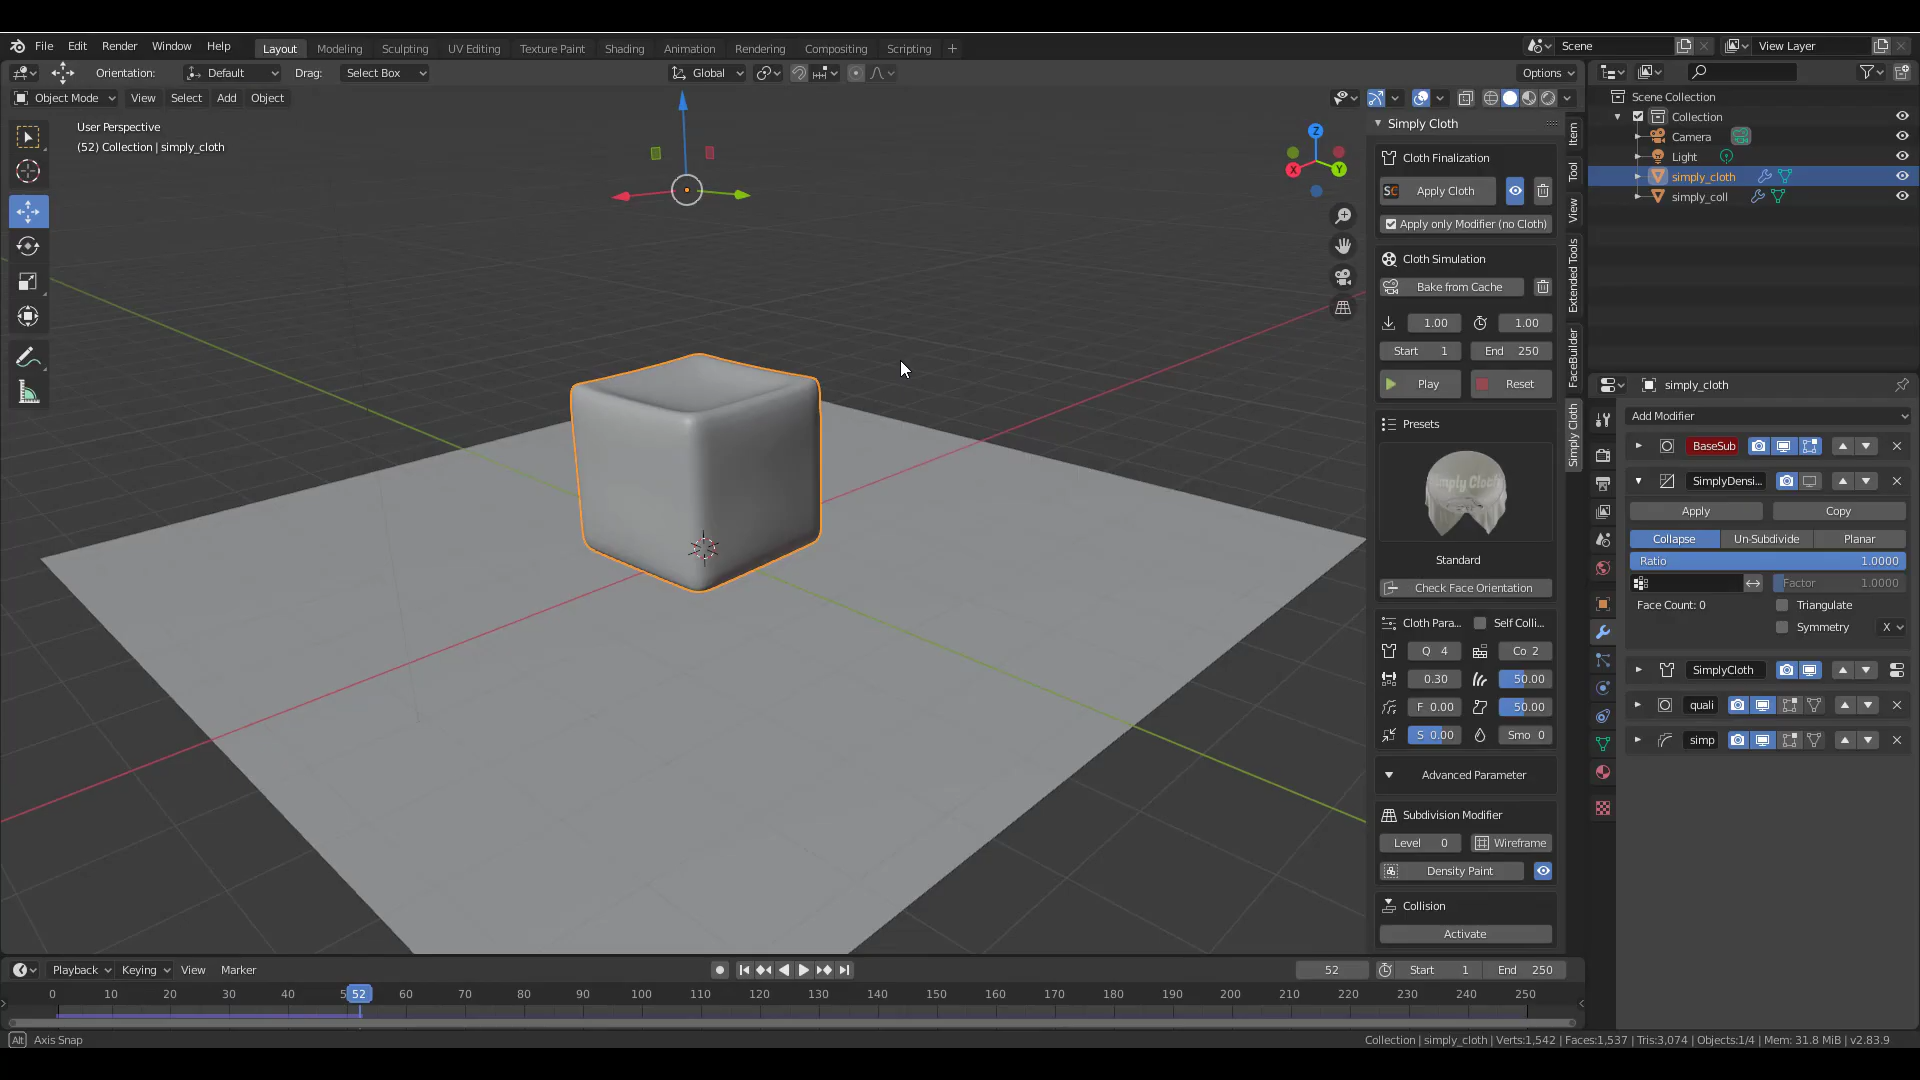 File Edit Render Window Help Layout Modeling Sculpting UV Editing Texture Paint Shading Animation Rendering Compositing Scripting + Scene View Layer
Orientation: Default Drag: Select Box Global Options
Object Mode View Select Add Object
User Perspective
(52) Collection | simply_cloth
Z
X
Y
Simply Cloth
Cloth Finalization
SC Apply Cloth
Apply only Modifier (no Cloth)
Cloth Simulation
Bake from Cache
1.00 1.00
Start 1 End 250
Play Reset
Presets
Simply Cloth
Standard
Check Face Orientation
Cloth Para... Self Colli...
Q 4 Co 2
0.30 50.00
F 0.00 50.00
S 0.00 Smo 0
Advanced Parameter
Subdivision Modifier
Level 0 Wireframe
Density Paint
Collision
Activate
Item
Tool
View
Extended Tools
FaceBuilder
Simply Cloth
Scene Collection
Collection
Camera
Light
simply_cloth
simply_coll
simply_cloth
Add Modifier
BaseSub
SimplyDensi...
Apply Copy
Collapse Un-Subdivide Planar
Ratio 1.0000
Factor 1.0000
Face Count: 0 Triangulate
Symmetry X
SimplyCloth
quali
simp
Playback Keying View Marker 52 Start 1 End 250
0 10 20 30 40 5 52 60 70 80 90 100 110 120 130 140 150 160 170 180 190 200 210 220 230 240 250
Alt Axis Snap Collection | simply_cloth | Verts:1,542 | Faces:1,537 | Tris:3,074 | Objects:1/4 | Mem: 31.8 MiB | v2.83.9